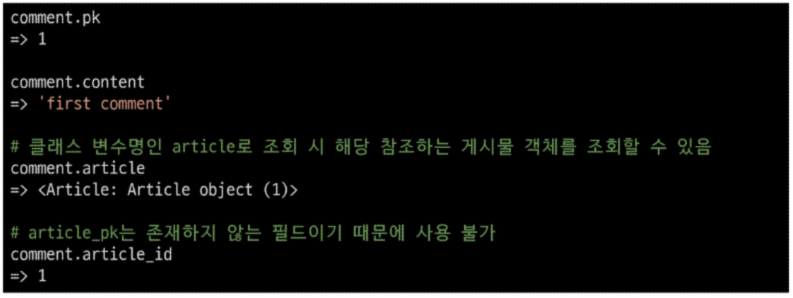 comment.pk
=> 1
comment.content
=> 'first comment'
# 클래스 변수명인 article로 조회 시 해당 참조하는 게시물 객체를 조회할 수 있음
comment.article
=> <Article: Article object (1)>
# article_pk는 존재하지 않는 필드이기 때문에 사용 불가
comment.article_id
=> 1